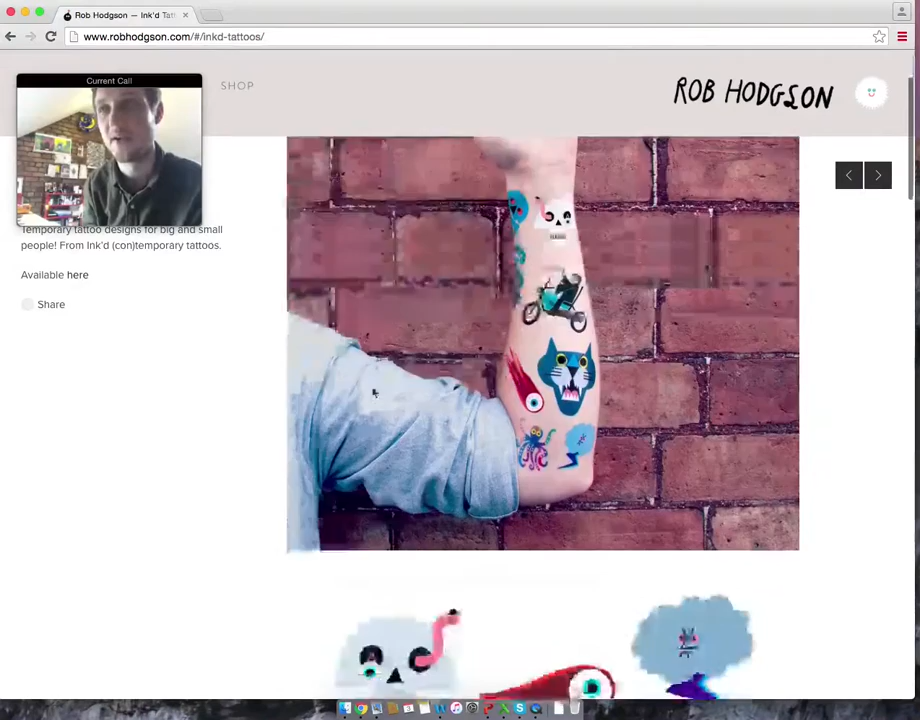 Rob Hodgson — Ink'd Tatt
www.robhodgson.com/#/inkd-tattoos/
Current Call
SHOP
ROB HODGSON
Temporary tattoo designs for big and small
people! From Ink'd (con)temporary tattoos.
Available here
Share